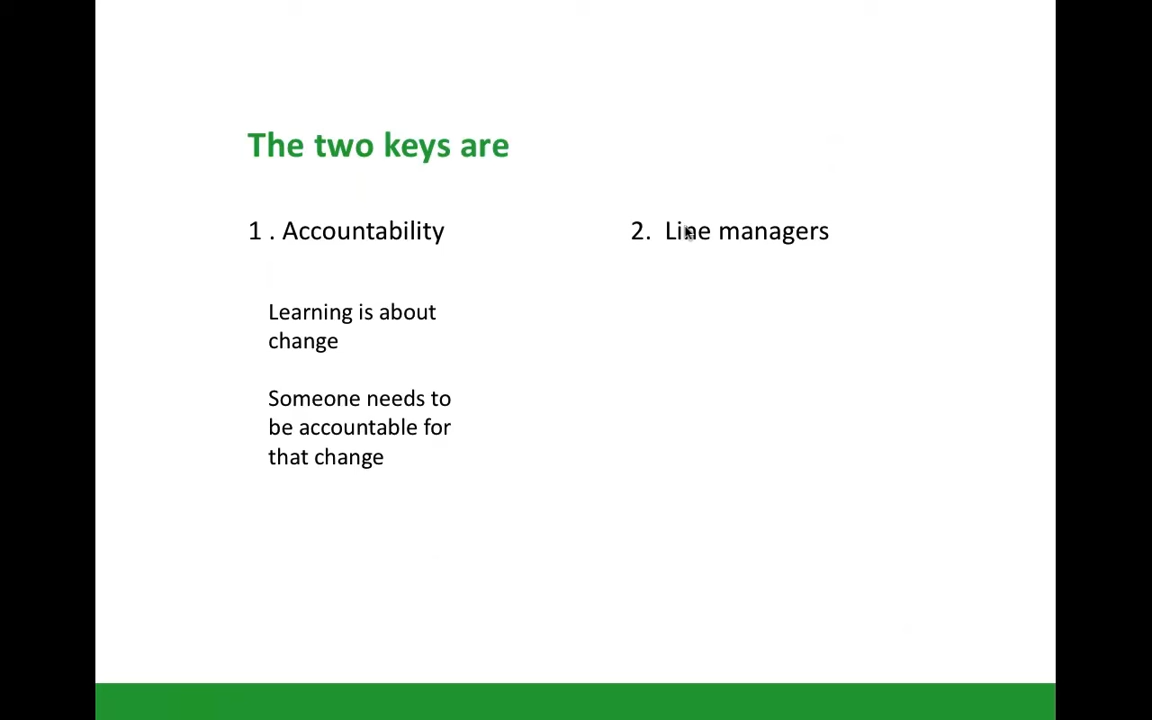 The two keys are
1 . Accountability
2. Line managers
Learning is about
change
Someone needs to
be accountable for
that change